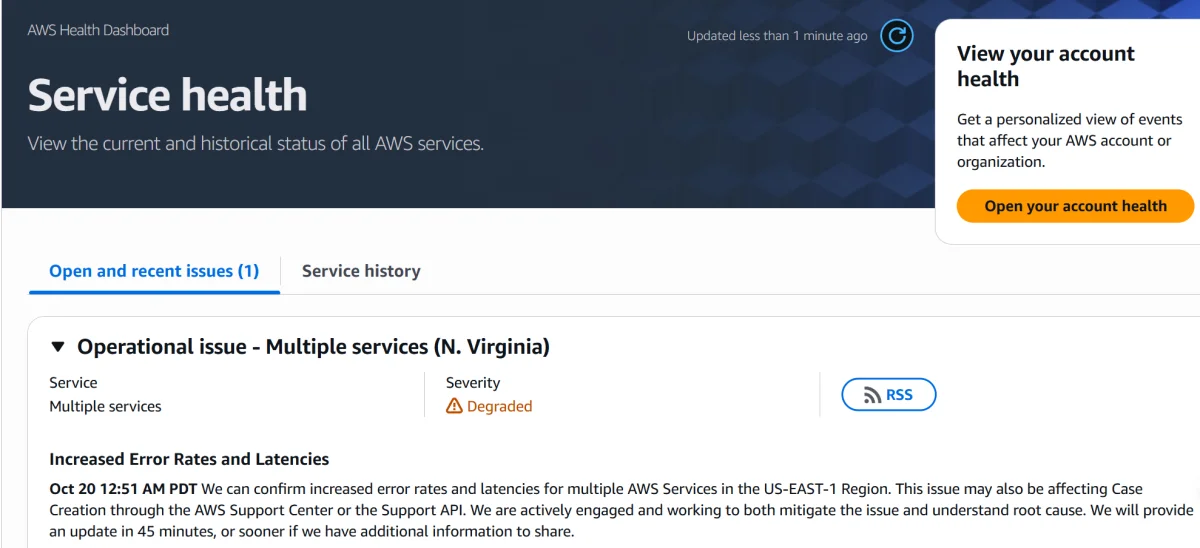 AWS Health Dashboard
Updated less than 1 minute ago
Service health
View the current and historical status of all AWS services.
View your account
health
Get a personalized view of events
that affect your AWS account or
organization.
Open your account health
Open and recent issues (1)
Service history
Operational issue - Multiple services (N. Virginia)
Service
Multiple services
Severity
Degraded
RSS
Increased Error Rates and Latencies
Oct 20 12:51 AM PDT We can confirm increased error rates and latencies for multiple AWS Services in the US-EAST-1 Region. This issue may also be affecting Case
Creation through the AWS Support Center or the Support API. We are actively engaged and working to both mitigate the issue and understand root cause. We will provide
an update in 45 minutes, or sooner if we have additional information to share.